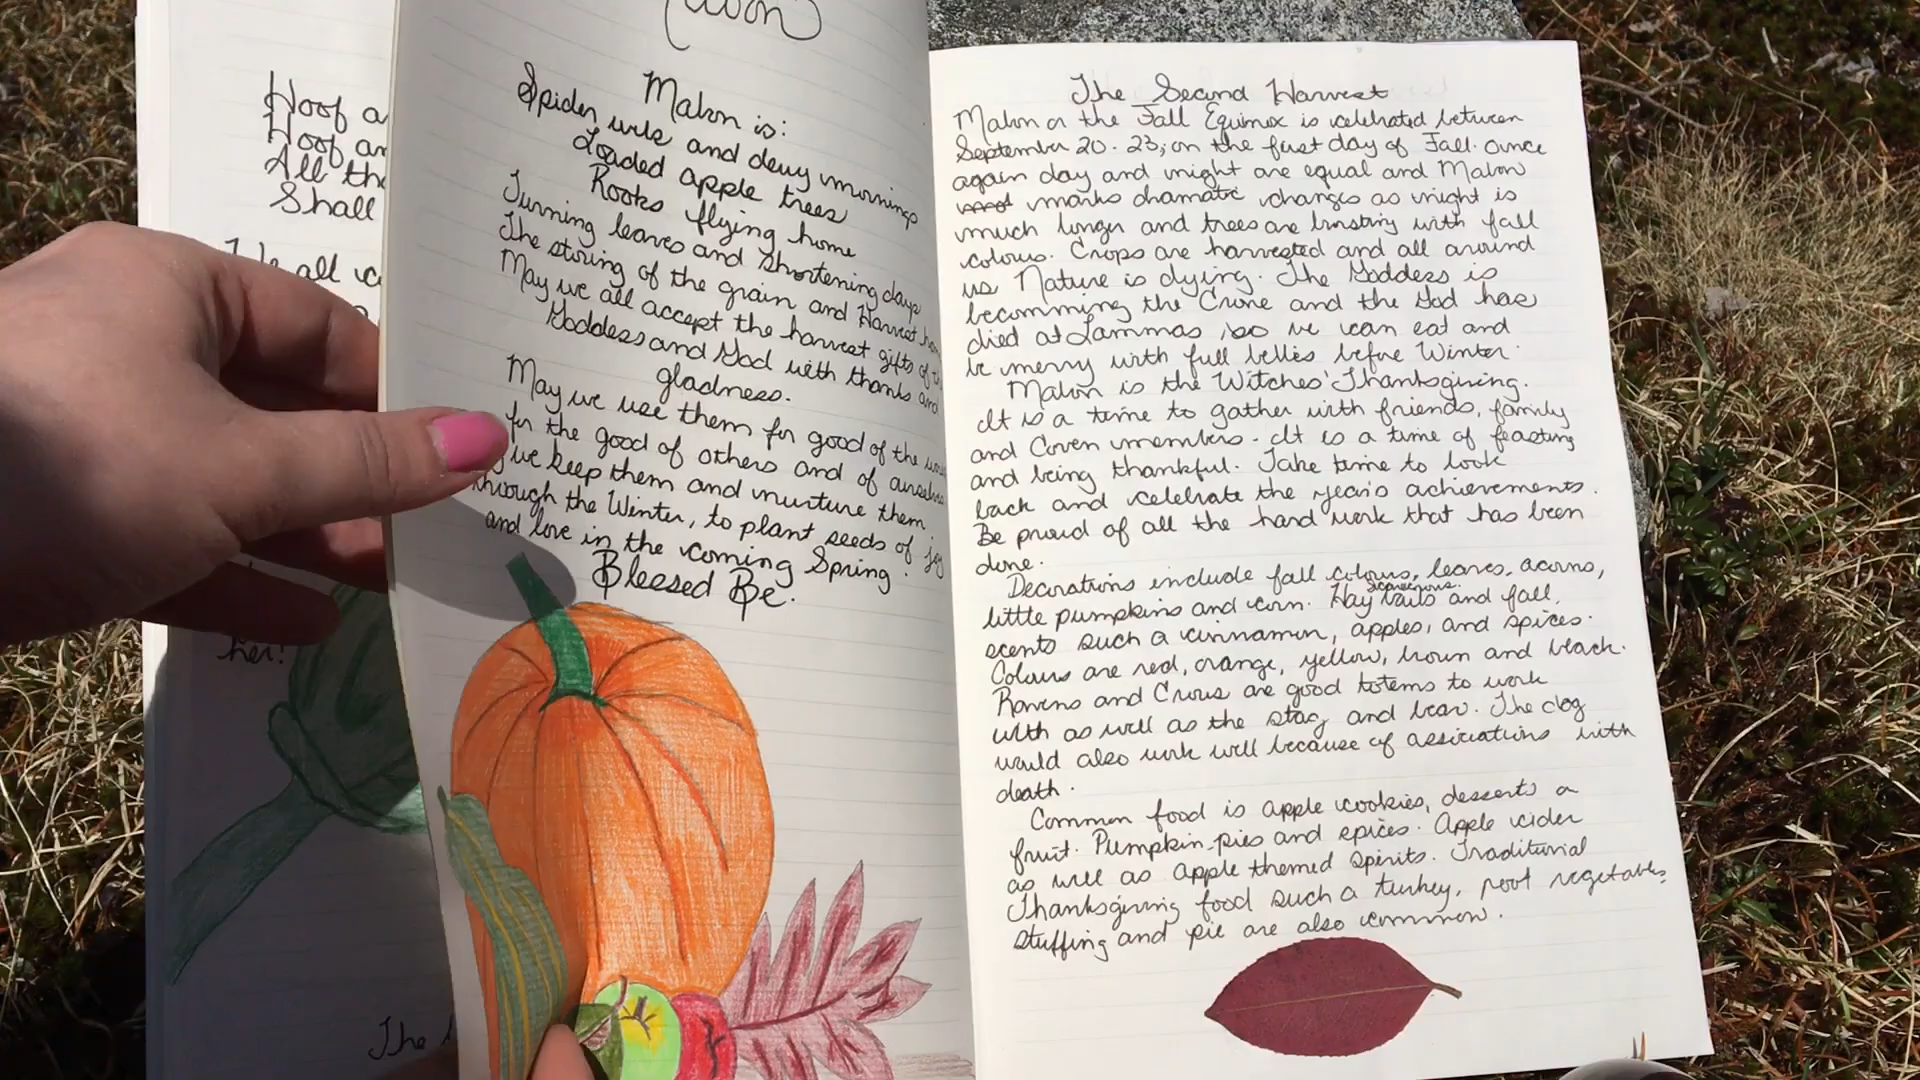 Hoof a
Hoof an
All th
Shall
We all c
her!
The
Mabon is:
Spider webs and dewy mornings
Loaded apple trees
Rooks flying home
Turning leaves and shortening days
The storing of the grain and Harvest
May we all accept the harvest gifts of
Goddess and God with thanks and
gladness.
May we use them for good of the
for the good of others and of ourselves
we keep them and nurture them
through the Winter, to plant seeds of joy
and love in the coming Spring.
Blessed Be.
The Second Harvest
Mabon or the Fall Equinox is celebrated between
September 20-23, on the first day of Fall. Once
again day and night are equal and Mabon
marks dramatic changes as night is
much longer and trees are bursting with fall
colours. Crops are harvested and all around
us Nature is dying. The Goddess is
becomming the Crone and the God has
died at Lammas, so we can eat and
be merry with full bellies before Winter.
Mabon is the Witches' Thanksgiving.
It is a time to gather with friends, family
and Coven members. It is a time of feasting
and being thankful. Take time to look
back and celebrate the year's achievements.
Be proud of all the hard work that has been
done.
Decorations include fall colours, leaves, acorns,
little pumpkins and corn. Hay bails and fall
scents such a cinnamon, apples, and spices.
Colours are red, orange, yellow, brown and black.
Ravens and Crows are good totems to work
with as well as the stag and bear. The dog
would also work well because of assiciations with
death.
Common food is apple cookies, desserts a
fruit. Pumpkin pies and spices. Apple cider
as well as apple themed spirits. Traditional
Thanksgiving food such a turkey, root vegetables,
stuffing and pie are also common.